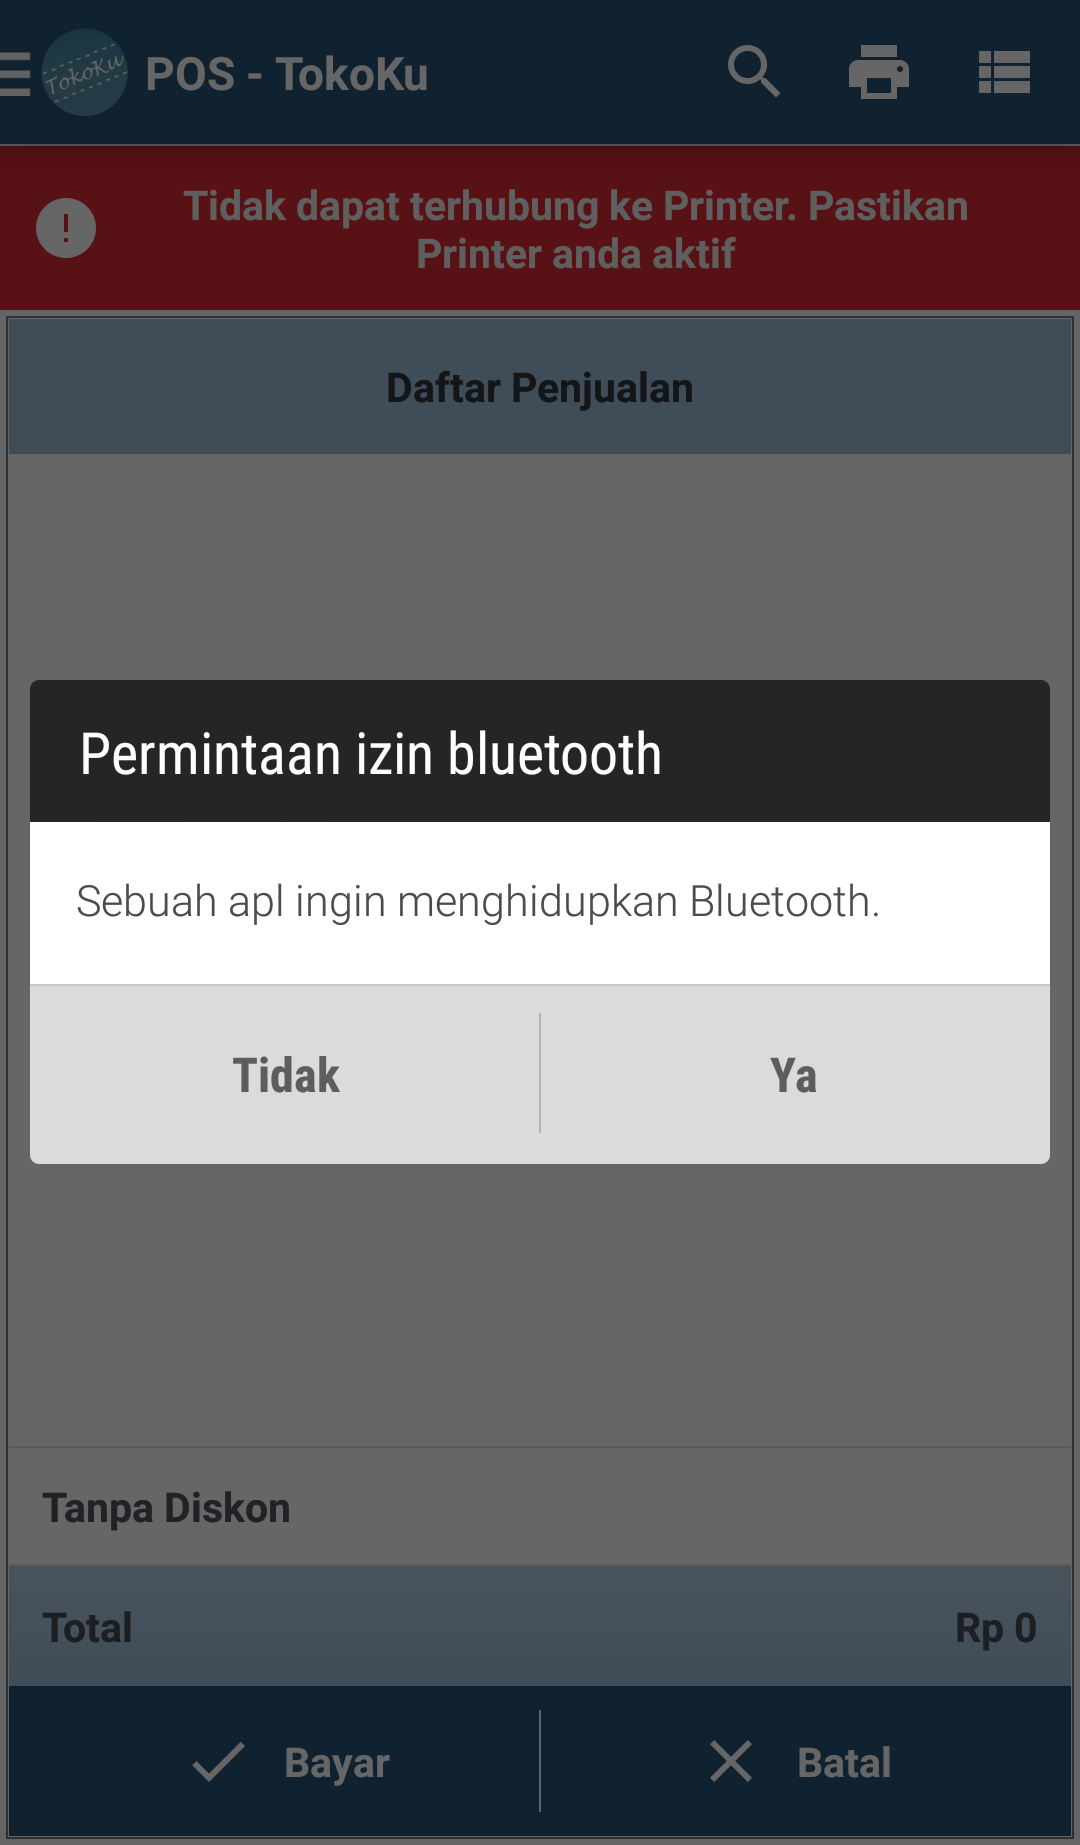 TokoKu
POS - TokoKu
Tidak dapat terhubung ke Printer. Pastikan
Printer anda aktif
Daftar Penjualan
Permintaan izin bluetooth
Sebuah apl ingin menghidupkan Bluetooth.
Tidak
Ya
Tanpa Diskon
Total
Rp 0
Bayar
Batal